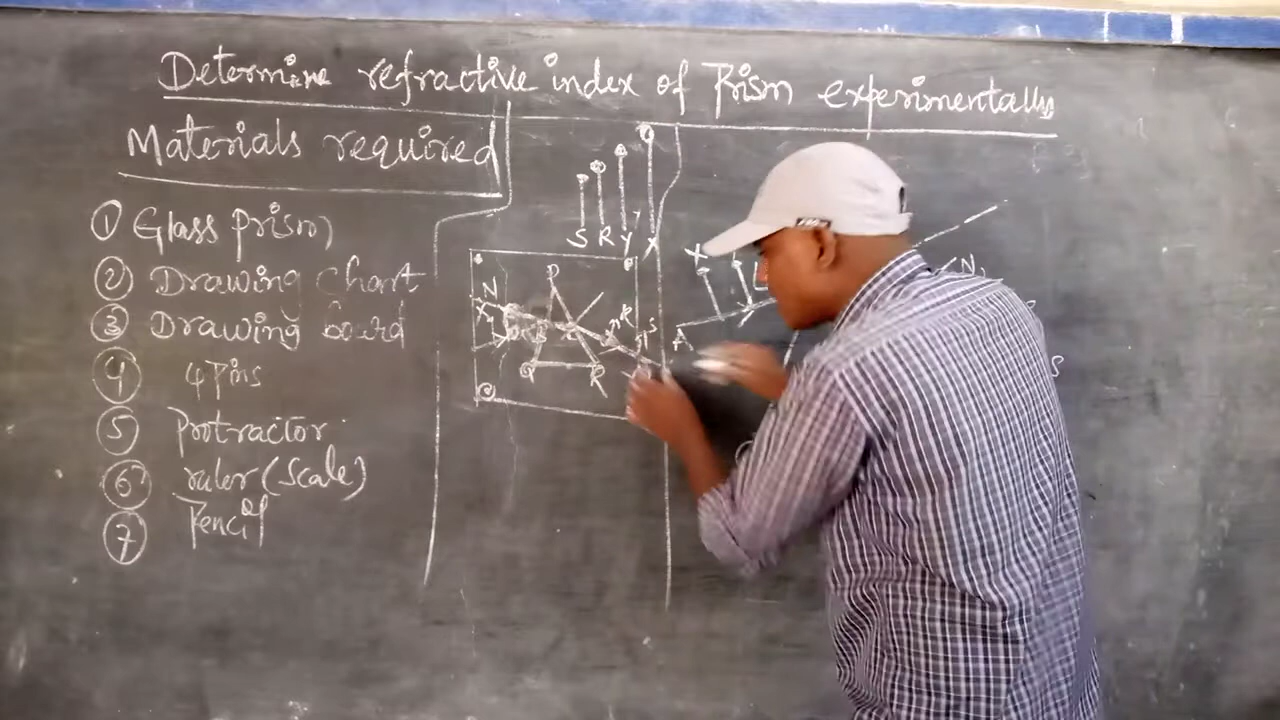 Determine refractive index of Prism experimentally
Materials required
① Glass prism
② Drawing Chart
③ Drawing board
④ 4 Pins
⑤ Protractor
⑥ ruler (Scale)
⑦ Pencil
S R Y X
P
N
X
Q R
S
X
A
N
S